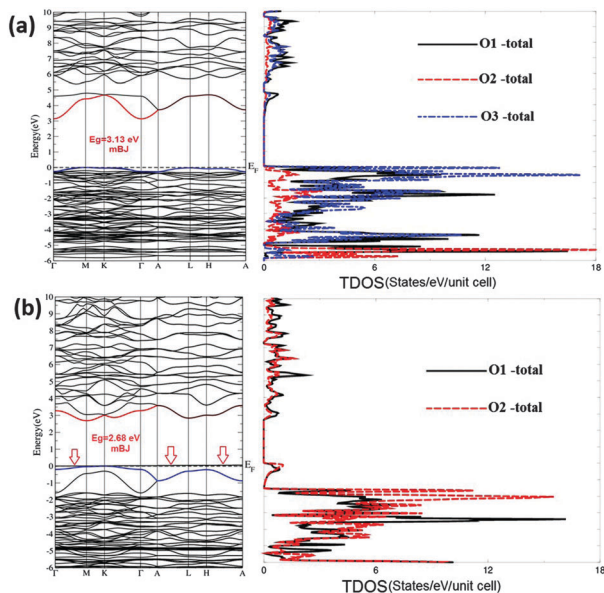 (a)
10
9
8
7
6
5
4
3
2
1
0
-1
-2
-3
-4
-5
-6
Energy(eV)
Eg=3.13 eV
mBJ
E_F
Γ M K Γ A L H A
O1 -total
O2 -total
O3 -total
0 6 12 18
TDOS(States/eV/unit cell)
(b)
10
9
8
7
6
5
4
3
2
1
0
-1
-2
-3
-4
-5
-6
Energy(eV)
Eg=2.68 eV
mBJ
E_F
Γ M K Γ A L H A
O1 -total
O2 -total
0 6 12 18
TDOS(States/eV/unit cell)